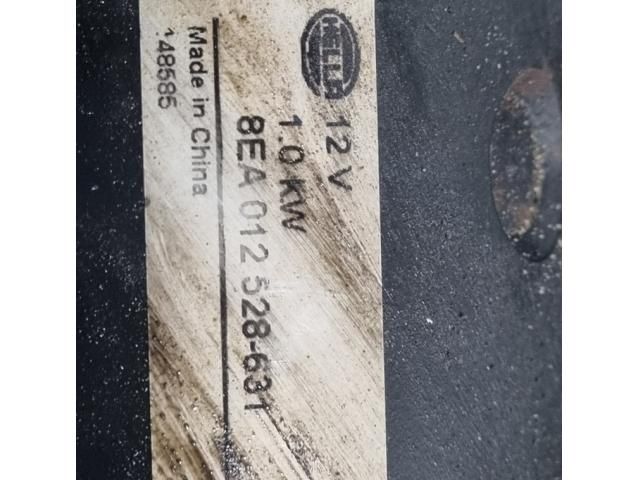 HELLA
12 V
1.0 KW
8EA 012 528-631
Made in China
148585